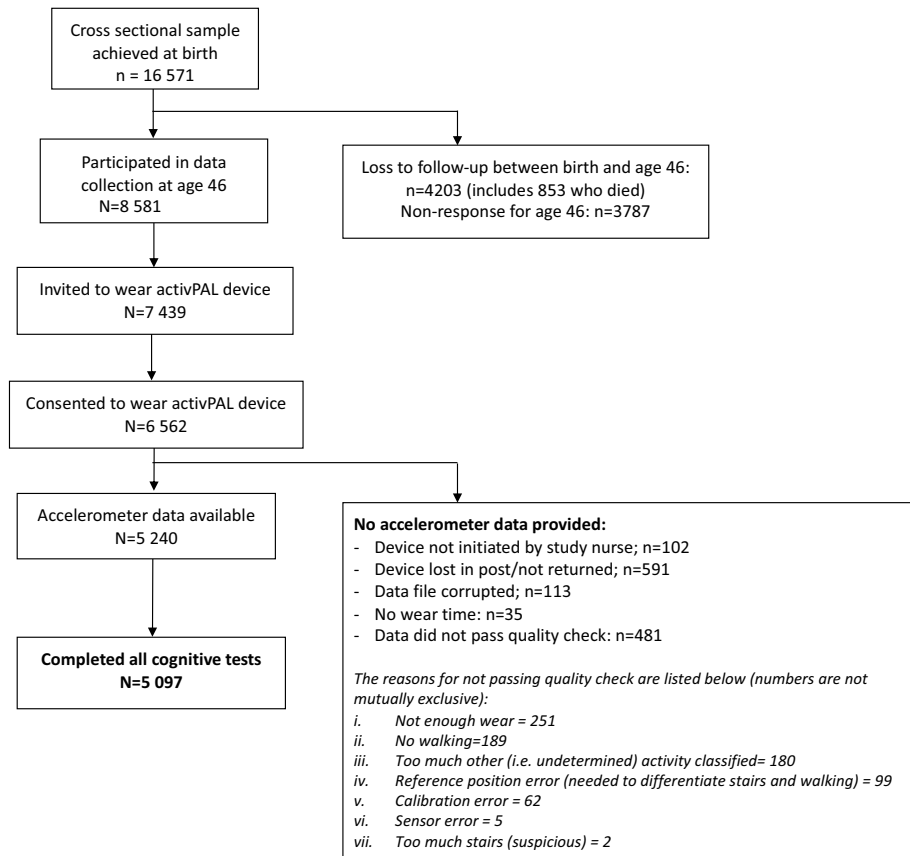 Cross sectional sample
achieved at birth
n = 16 571
Participated in data
collection at age 46
N=8 581
Loss to follow-up between birth and age 46:
n=4203 (includes 853 who died)
Non-response for age 46: n=3787
Invited to wear activPAL device
N=7 439
Consented to wear activPAL device
N=6 562
Accelerometer data available
N=5 240
Completed all cognitive tests
N=5 097
No accelerometer data provided:
- Device not initiated by study nurse; n=102
- Device lost in post/not returned; n=591
- Data file corrupted; n=113
- No wear time: n=35
- Data did not pass quality check: n=481
The reasons for not passing quality check are listed below (numbers are not
mutually exclusive):
i. Not enough wear = 251
ii. No walking=189
iii. Too much other (i.e. undetermined) activity classified= 180
iv. Reference position error (needed to differentiate stairs and walking) = 99
v. Calibration error = 62
vi. Sensor error = 5
vii. Too much stairs (suspicious) = 2